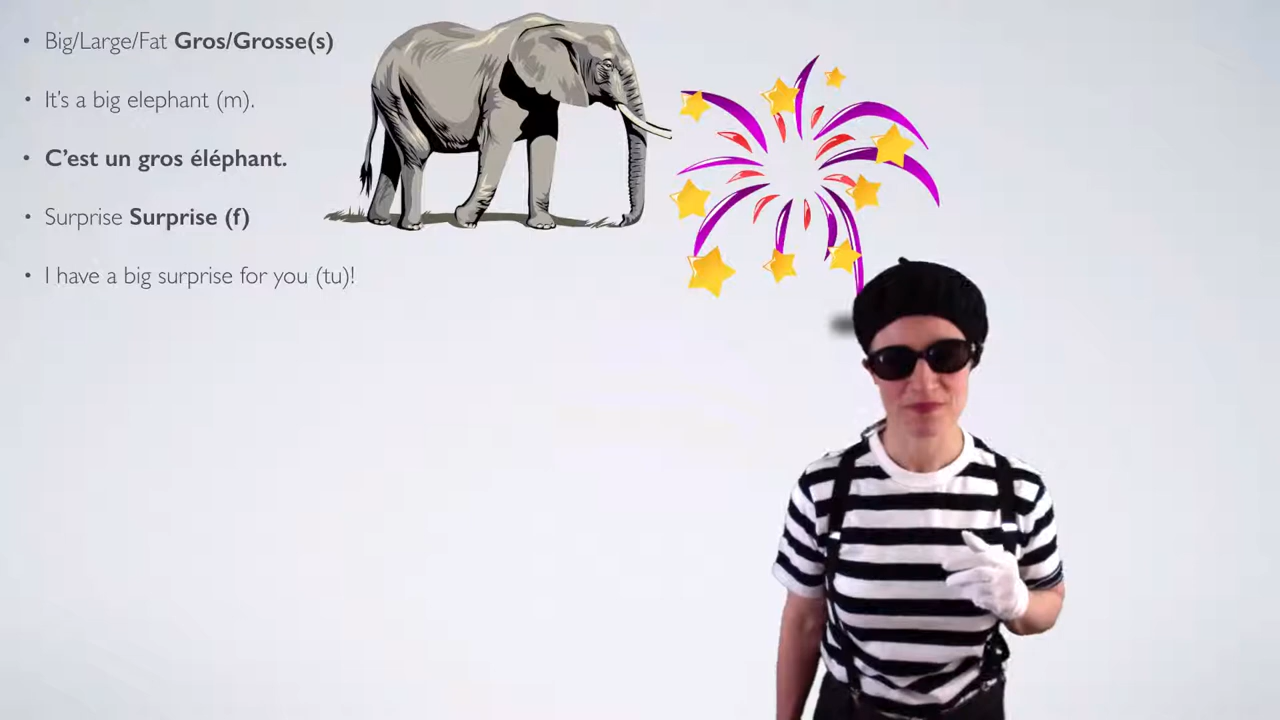 Big/Large/Fat Gros/Grosse(s)
It's a big elephant (m).
C'est un gros éléphant.
Surprise Surprise (f)
I have a big surprise for you (tu)!